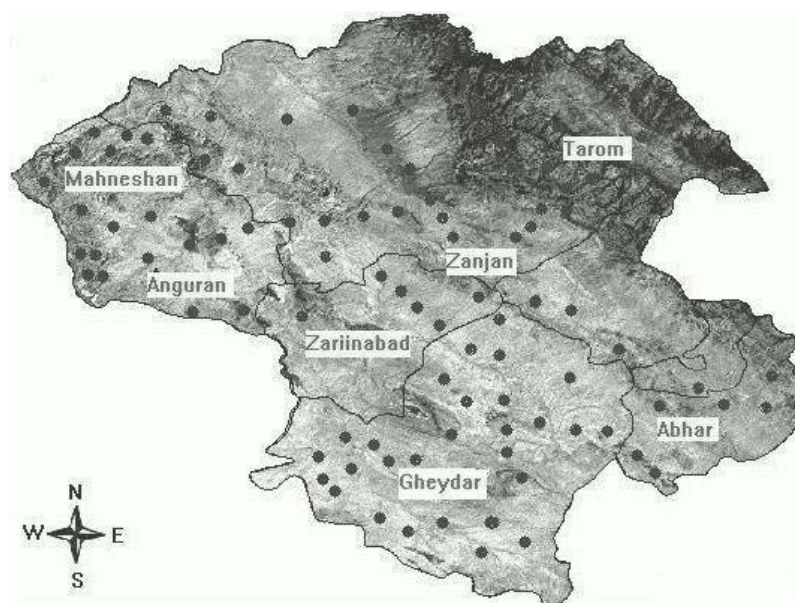 Tarom
Mahneshan
Zanjan
Anguran
Zariinabad
Abhar
Gheydar
N
W E
S